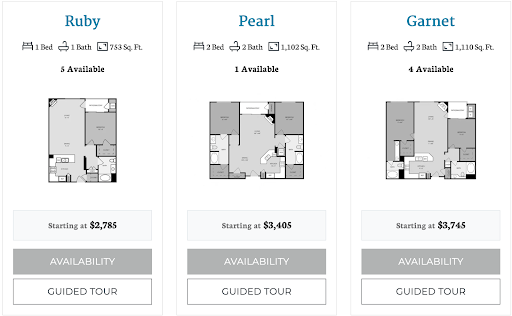 Ruby
1 Bed 1 Bath 753 Sq. Ft.
5 Available
Starting at $2,785
AVAILABILITY
GUIDED TOUR
Pearl
2 Bed 2 Bath 1,102 Sq. Ft.
1 Available
Starting at $3,405
AVAILABILITY
GUIDED TOUR
Garnet
2 Bed 2 Bath 1,110 Sq. Ft.
4 Available
Starting at $3,745
AVAILABILITY
GUIDED TOUR